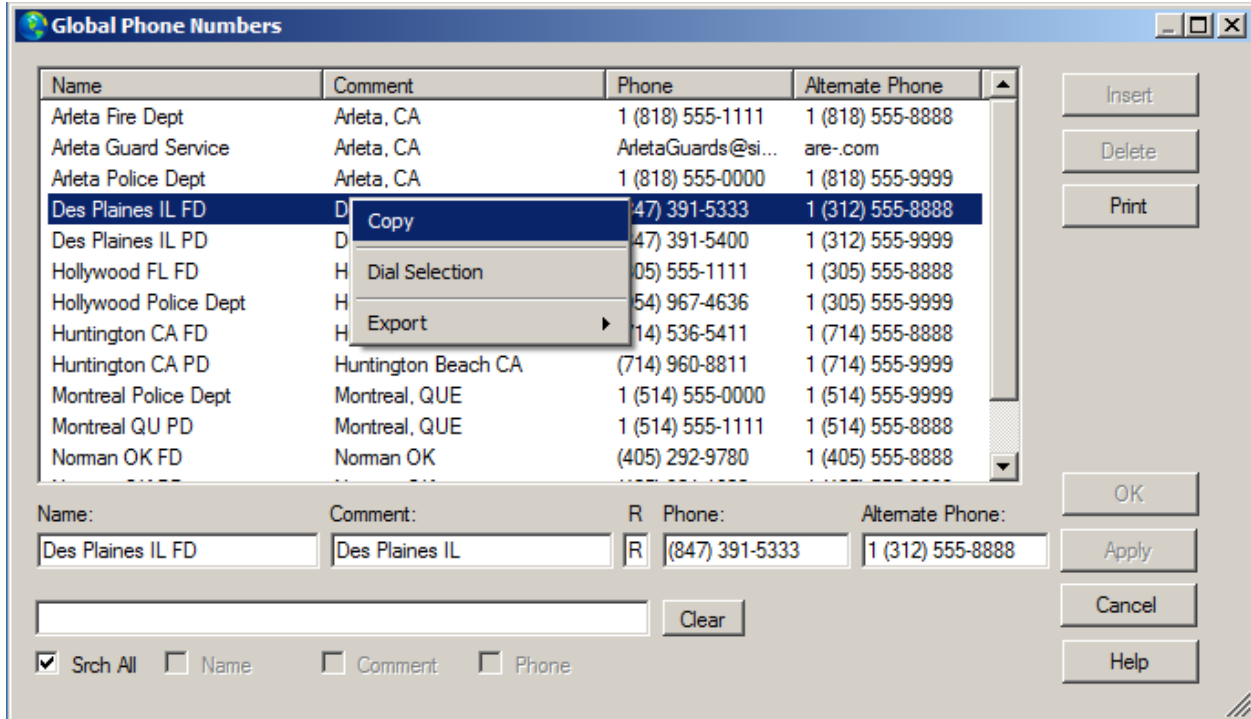 Global Phone Numbers
Name Comment Phone Alternate Phone
Arleta Fire Dept Arleta, CA 1 (818) 555-1111 1 (818) 555-8888
Arleta Guard Service Arleta, CA ArletaGuards@si... are-.com
Arleta Police Dept Arleta, CA 1 (818) 555-0000 1 (818) 555-9999
Des Plaines IL FD D 47) 391-5333 1 (312) 555-8888
Des Plaines IL PD D 47) 391-5400 1 (312) 555-9999
Hollywood FL FD H 05) 555-1111 1 (305) 555-8888
Hollywood Police Dept H 54) 967-4636 1 (305) 555-9999
Huntington CA FD H 14) 536-5411 1 (714) 555-8888
Huntington CA PD Huntington Beach CA (714) 960-8811 1 (714) 555-9999
Montreal Police Dept Montreal, QUE 1 (514) 555-0000 1 (514) 555-9999
Montreal QU PD Montreal, QUE 1 (514) 555-1111 1 (514) 555-8888
Norman OK FD Norman OK (405) 292-9780 1 (405) 555-8888
Copy
Dial Selection
Export
Insert
Delete
Print
OK
Apply
Cancel
Help
Name: Comment: R Phone: Alternate Phone:
Des Plaines IL FD Des Plaines IL R (847) 391-5333 1 (312) 555-8888
Clear
Srch All Name Comment Phone